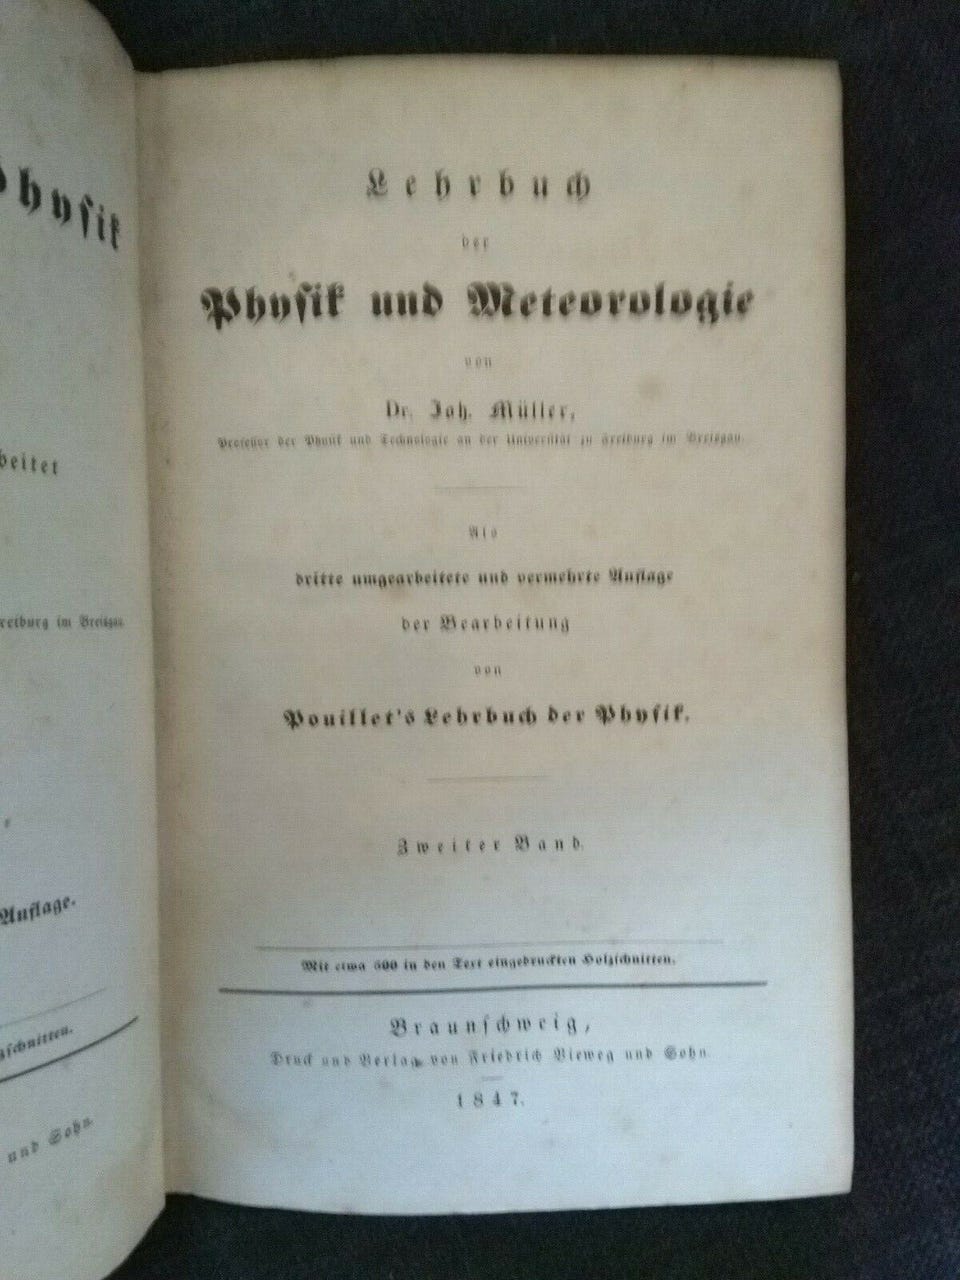 Physik
beitet
Freiburg im Breisgau.
Auflage.
und Sohn.
Lehrbuch
der
Physik und Meteorologie
von
Dr. Joh. Müller,
Professor der Physik und Technologie an der Universität zu Freiburg im Breisgau.
Als
dritte umgearbeitete und vermehrte Auflage
der Bearbeitung
von
Pouillet's Lehrbuch der Physik.
Zweiter Band.
Mit etwa 500 in den Text eingedruckten Holzschnitten.
Braunschweig,
Druck und Verlag von Friedrich Vieweg und Sohn.
1847.